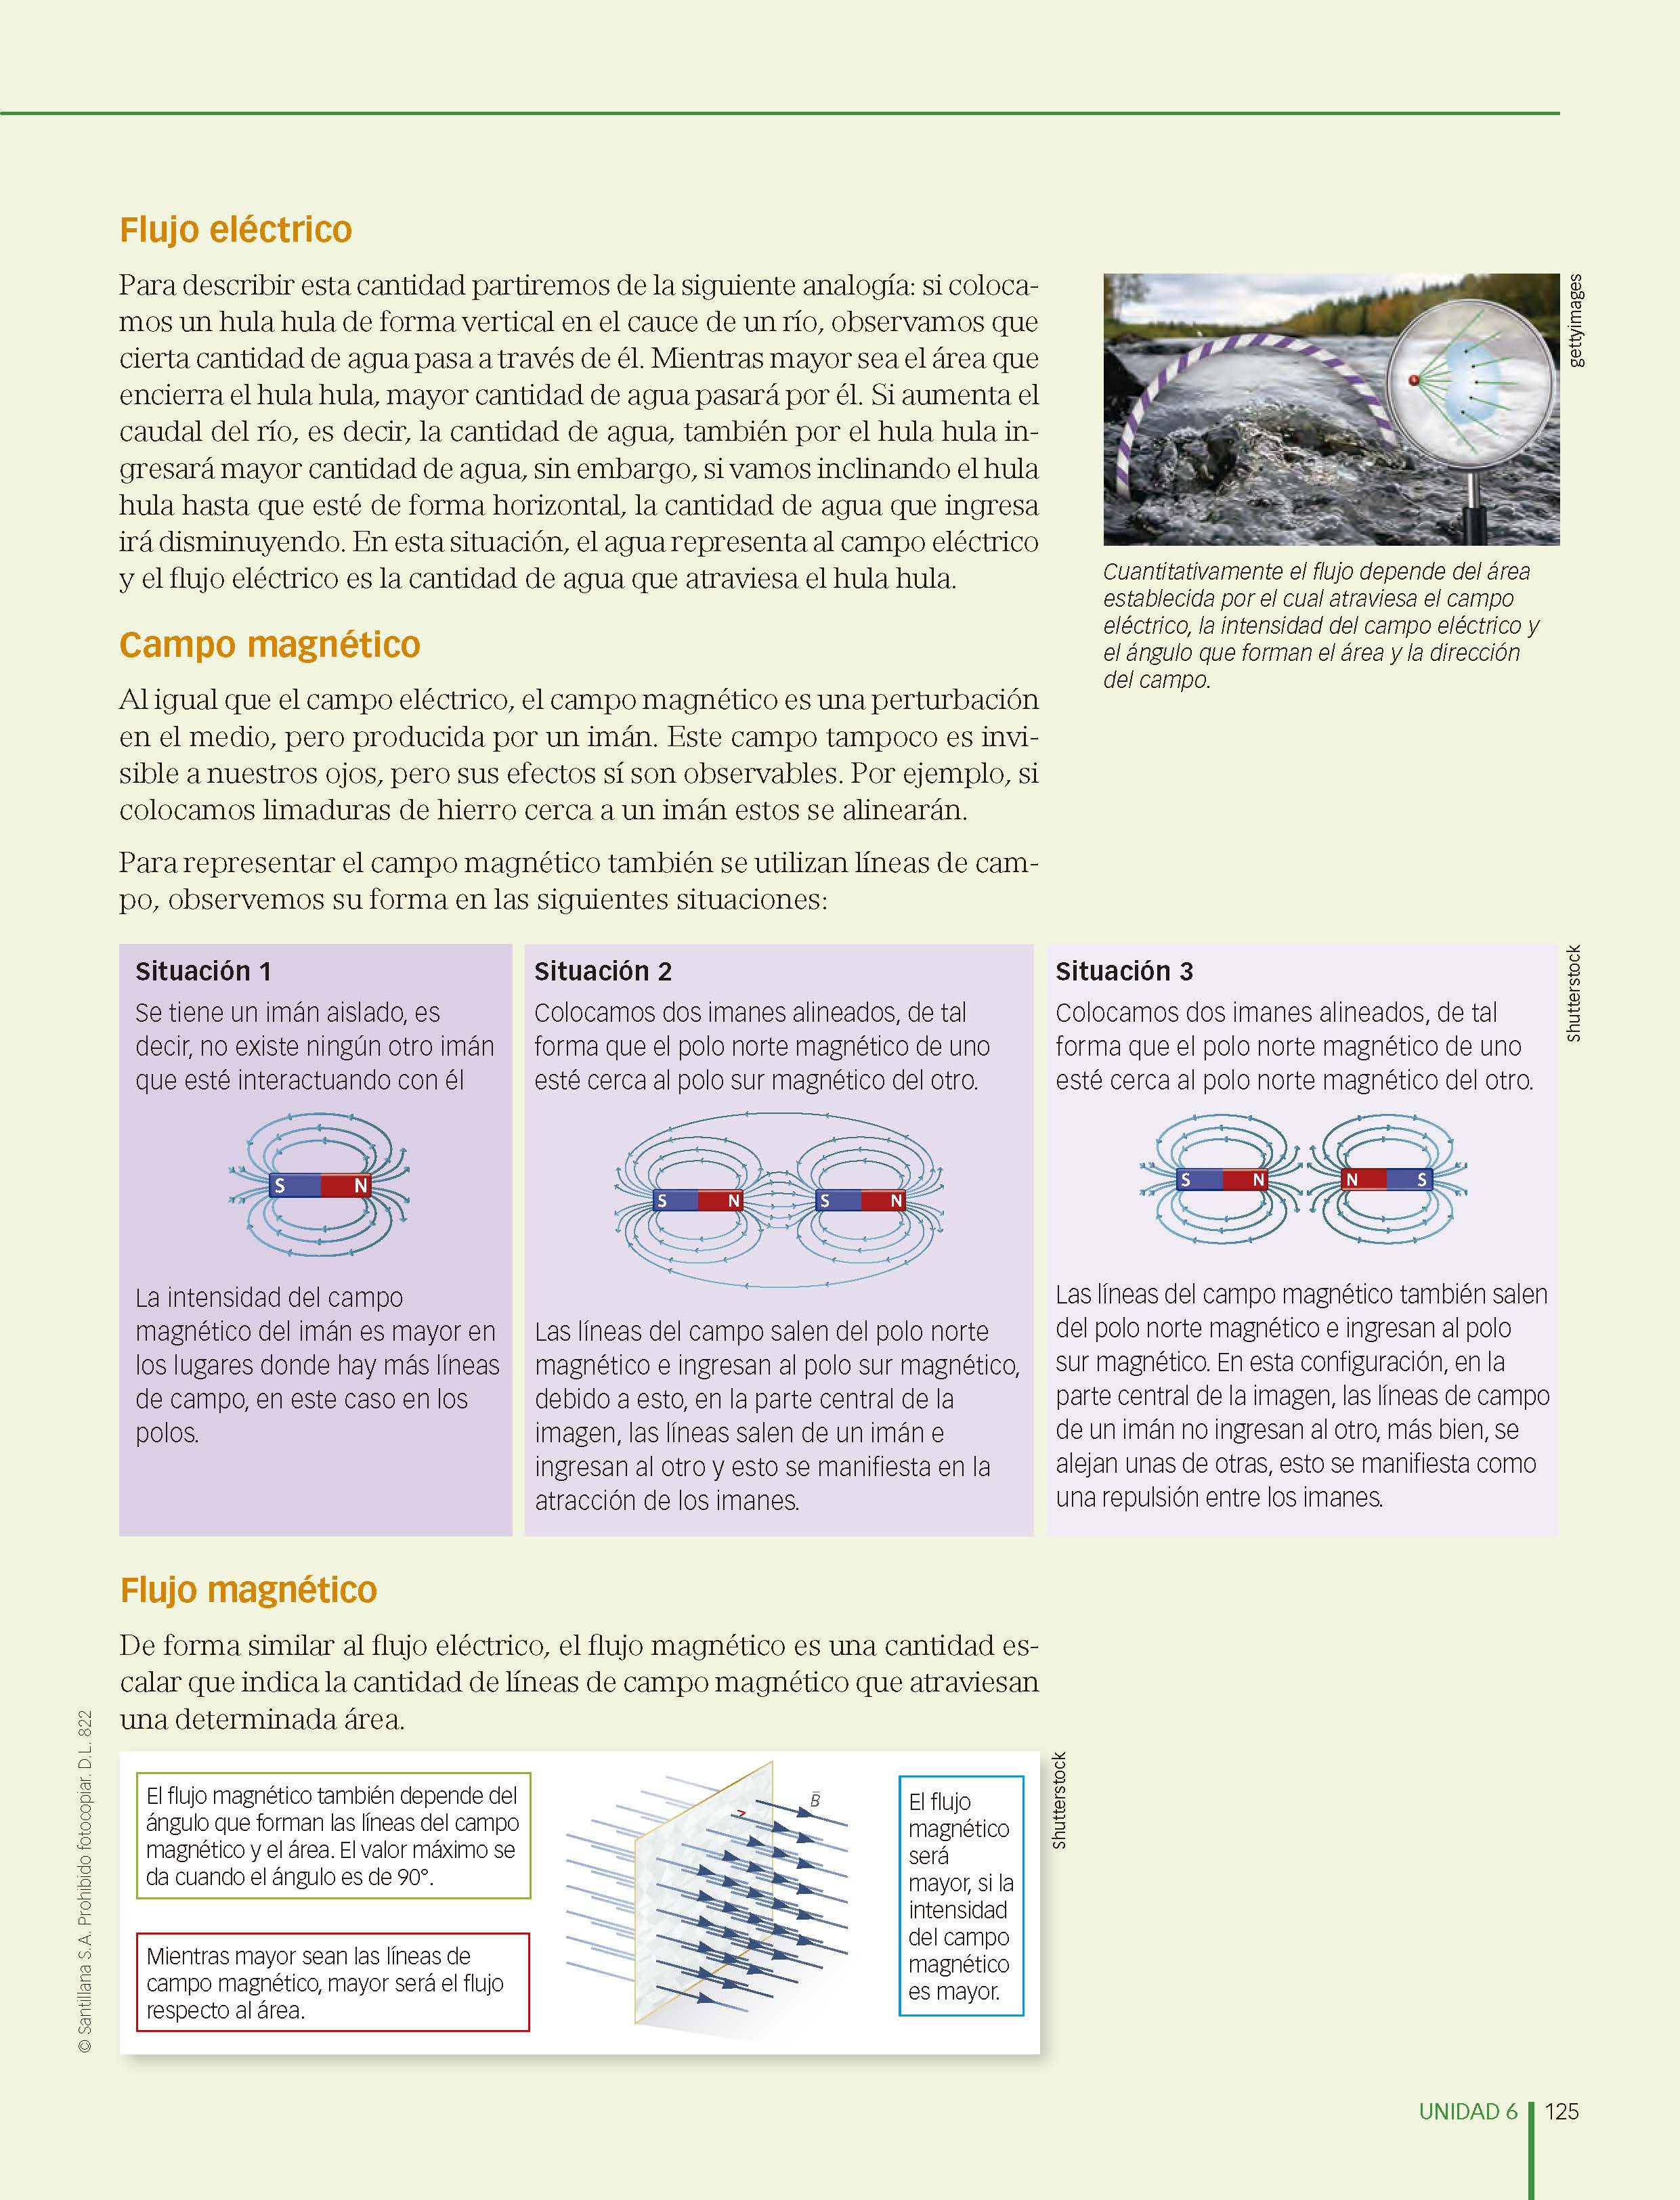 Flujo eléctrico
Para describir esta cantidad partiremos de la siguiente analogía: si coloca-
mos un hula hula de forma vertical en el cauce de un río, observamos que
cierta cantidad de agua pasa a través de él. Mientras mayor sea el área que
encierra el hula hula, mayor cantidad de agua pasará por él. Si aumenta el
caudal del río, es decir, la cantidad de agua, también por el hula hula in-
gresará mayor cantidad de agua, sin embargo, si vamos inclinando el hula
hula hasta que esté de forma horizontal, la cantidad de agua que ingresa
irá disminuyendo. En esta situación, el agua representa al campo eléctrico
y el flujo eléctrico es la cantidad de agua que atraviesa el hula hula.
gettyimages
Cuantitativamente el flujo depende del área
establecida por el cual atraviesa el campo
eléctrico, la intensidad del campo eléctrico y
el ángulo que forman el área y la dirección
del campo.
Campo magnético
Al igual que el campo eléctrico, el campo magnético es una perturbación
en el medio, pero producida por un imán. Este campo tampoco es invi-
sible a nuestros ojos, pero sus efectos sí son observables. Por ejemplo, si
colocamos limaduras de hierro cerca a un imán estos se alinearán.
Para representar el campo magnético también se utilizan líneas de cam-
po, observemos su forma en las siguientes situaciones:
Situación 1
Se tiene un imán aislado, es
decir, no existe ningún otro imán
que esté interactuando con él
S N
La intensidad del campo
magnético del imán es mayor en
los lugares donde hay más líneas
de campo, en este caso en los
polos.
Situación 2
Colocamos dos imanes alineados, de tal
forma que el polo norte magnético de uno
esté cerca al polo sur magnético del otro.
S N S N
Las líneas del campo salen del polo norte
magnético e ingresan al polo sur magnético,
debido a esto, en la parte central de la
imagen, las líneas salen de un imán e
ingresan al otro y esto se manifiesta en la
atracción de los imanes.
Situación 3
Colocamos dos imanes alineados, de tal
forma que el polo norte magnético de uno
esté cerca al polo norte magnético del otro.
S N N S
Las líneas del campo magnético también salen
del polo norte magnético e ingresan al polo
sur magnético. En esta configuración, en la
parte central de la imagen, las líneas de campo
de un imán no ingresan al otro, más bien, se
alejan unas de otras, esto se manifiesta como
una repulsión entre los imanes.
Shutterstock
Flujo magnético
De forma similar al flujo eléctrico, el flujo magnético es una cantidad es-
calar que indica la cantidad de líneas de campo magnético que atraviesan
una determinada área.
El flujo magnético también depende del
ángulo que forman las líneas del campo
magnético y el área. El valor máximo se
da cuando el ángulo es de 90°.
Mientras mayor sean las líneas de
campo magnético, mayor será el flujo
respecto al área.
B̅
El flujo
magnético
será
mayor, si la
intensidad
del campo
magnético
es mayor.
Shutterstock
© Santillana S.A. Prohibido fotocopiar. D.L. 822
UNIDAD 6 125